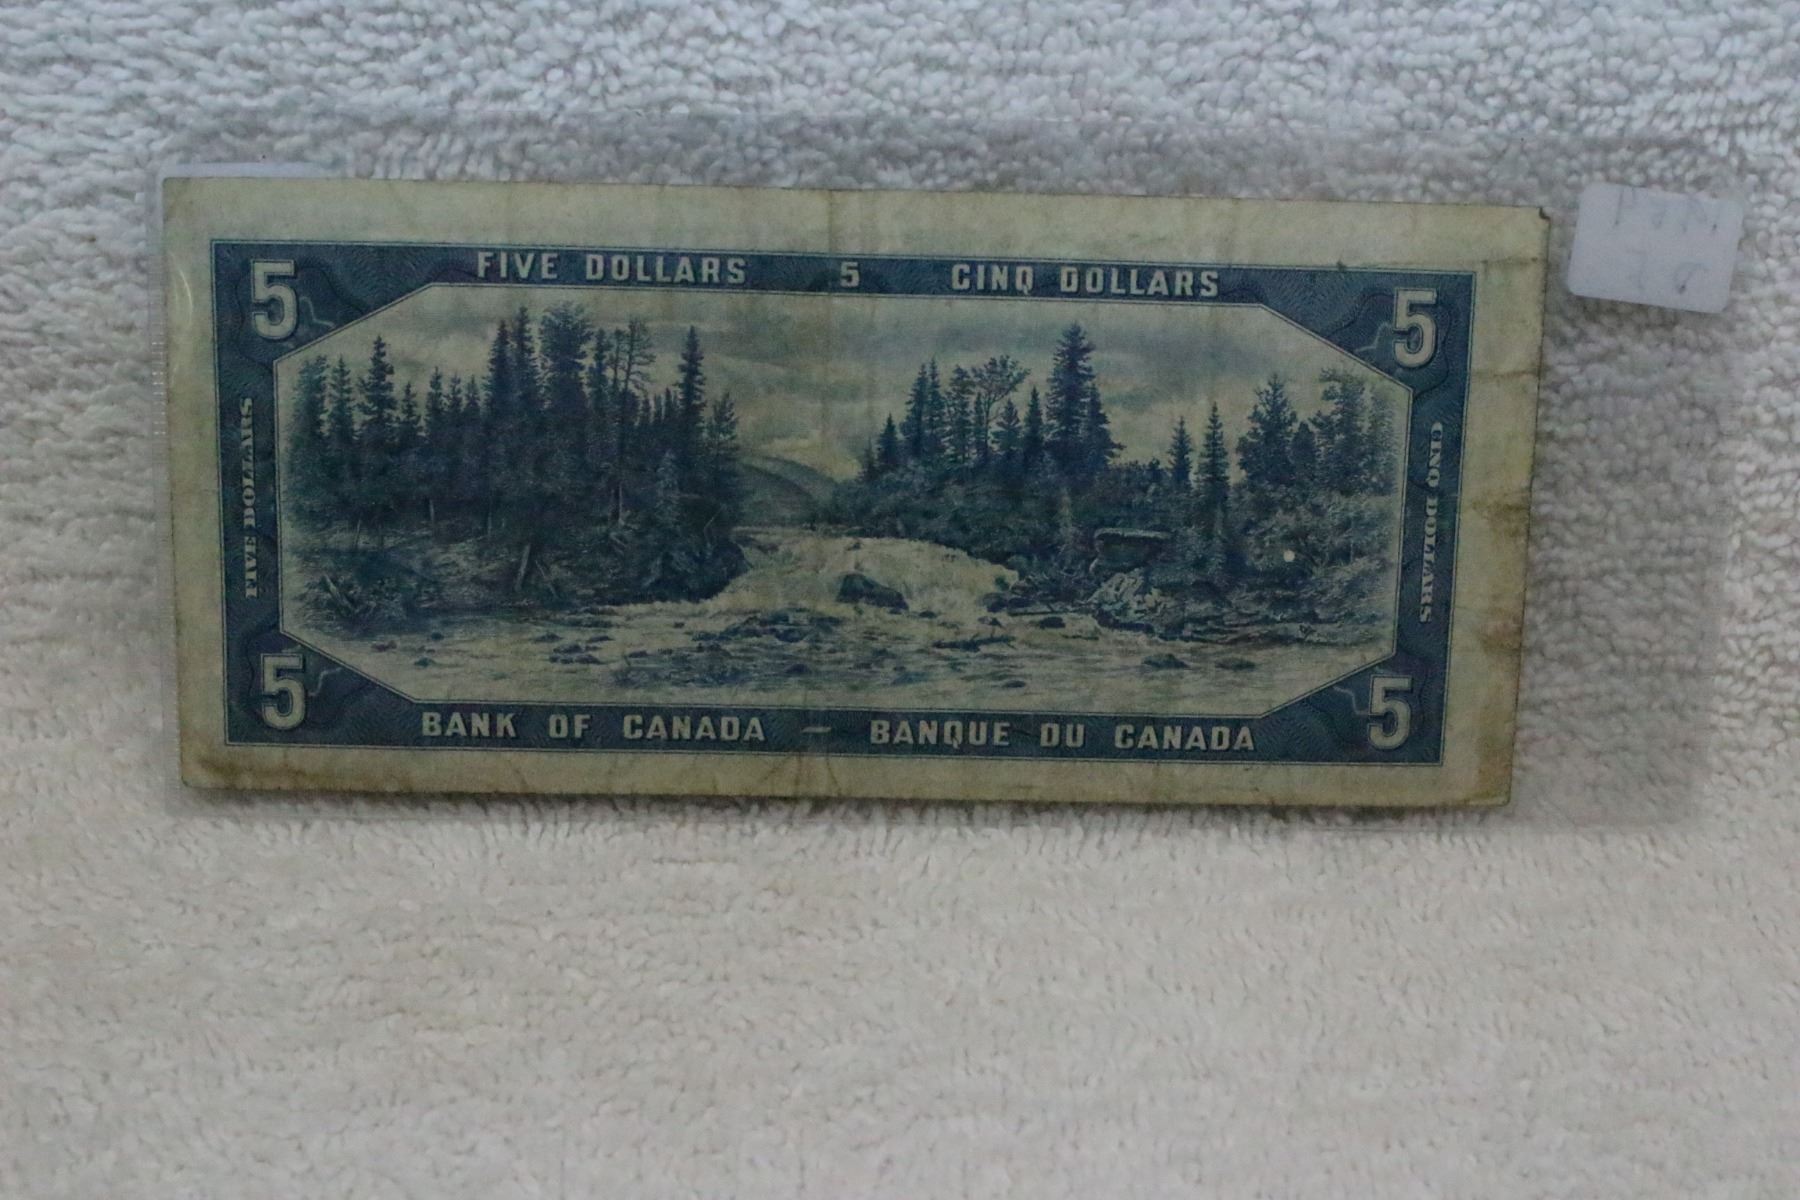 FIVE DOLLARS 5 CINQ DOLLARS
5 5
FIVE DOLLARS
CINQ DOLLARS
5 5
BANK OF CANADA — BANQUE DU CANADA